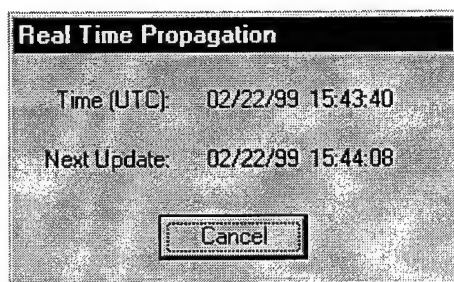 Real Time Propagation
Time (UTC): 02/22/99 15:43:40
Next Update: 02/22/99 15:44:08
Cancel